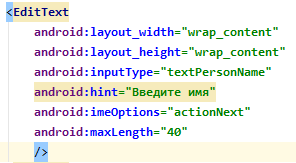 <EditText
android:layout_width="wrap_content"
android:layout_height="wrap_content"
android:inputType="textPersonName"
android:hint="Введите имя"
android:imeOptions="actionNext"
android:maxLength="40"
/>